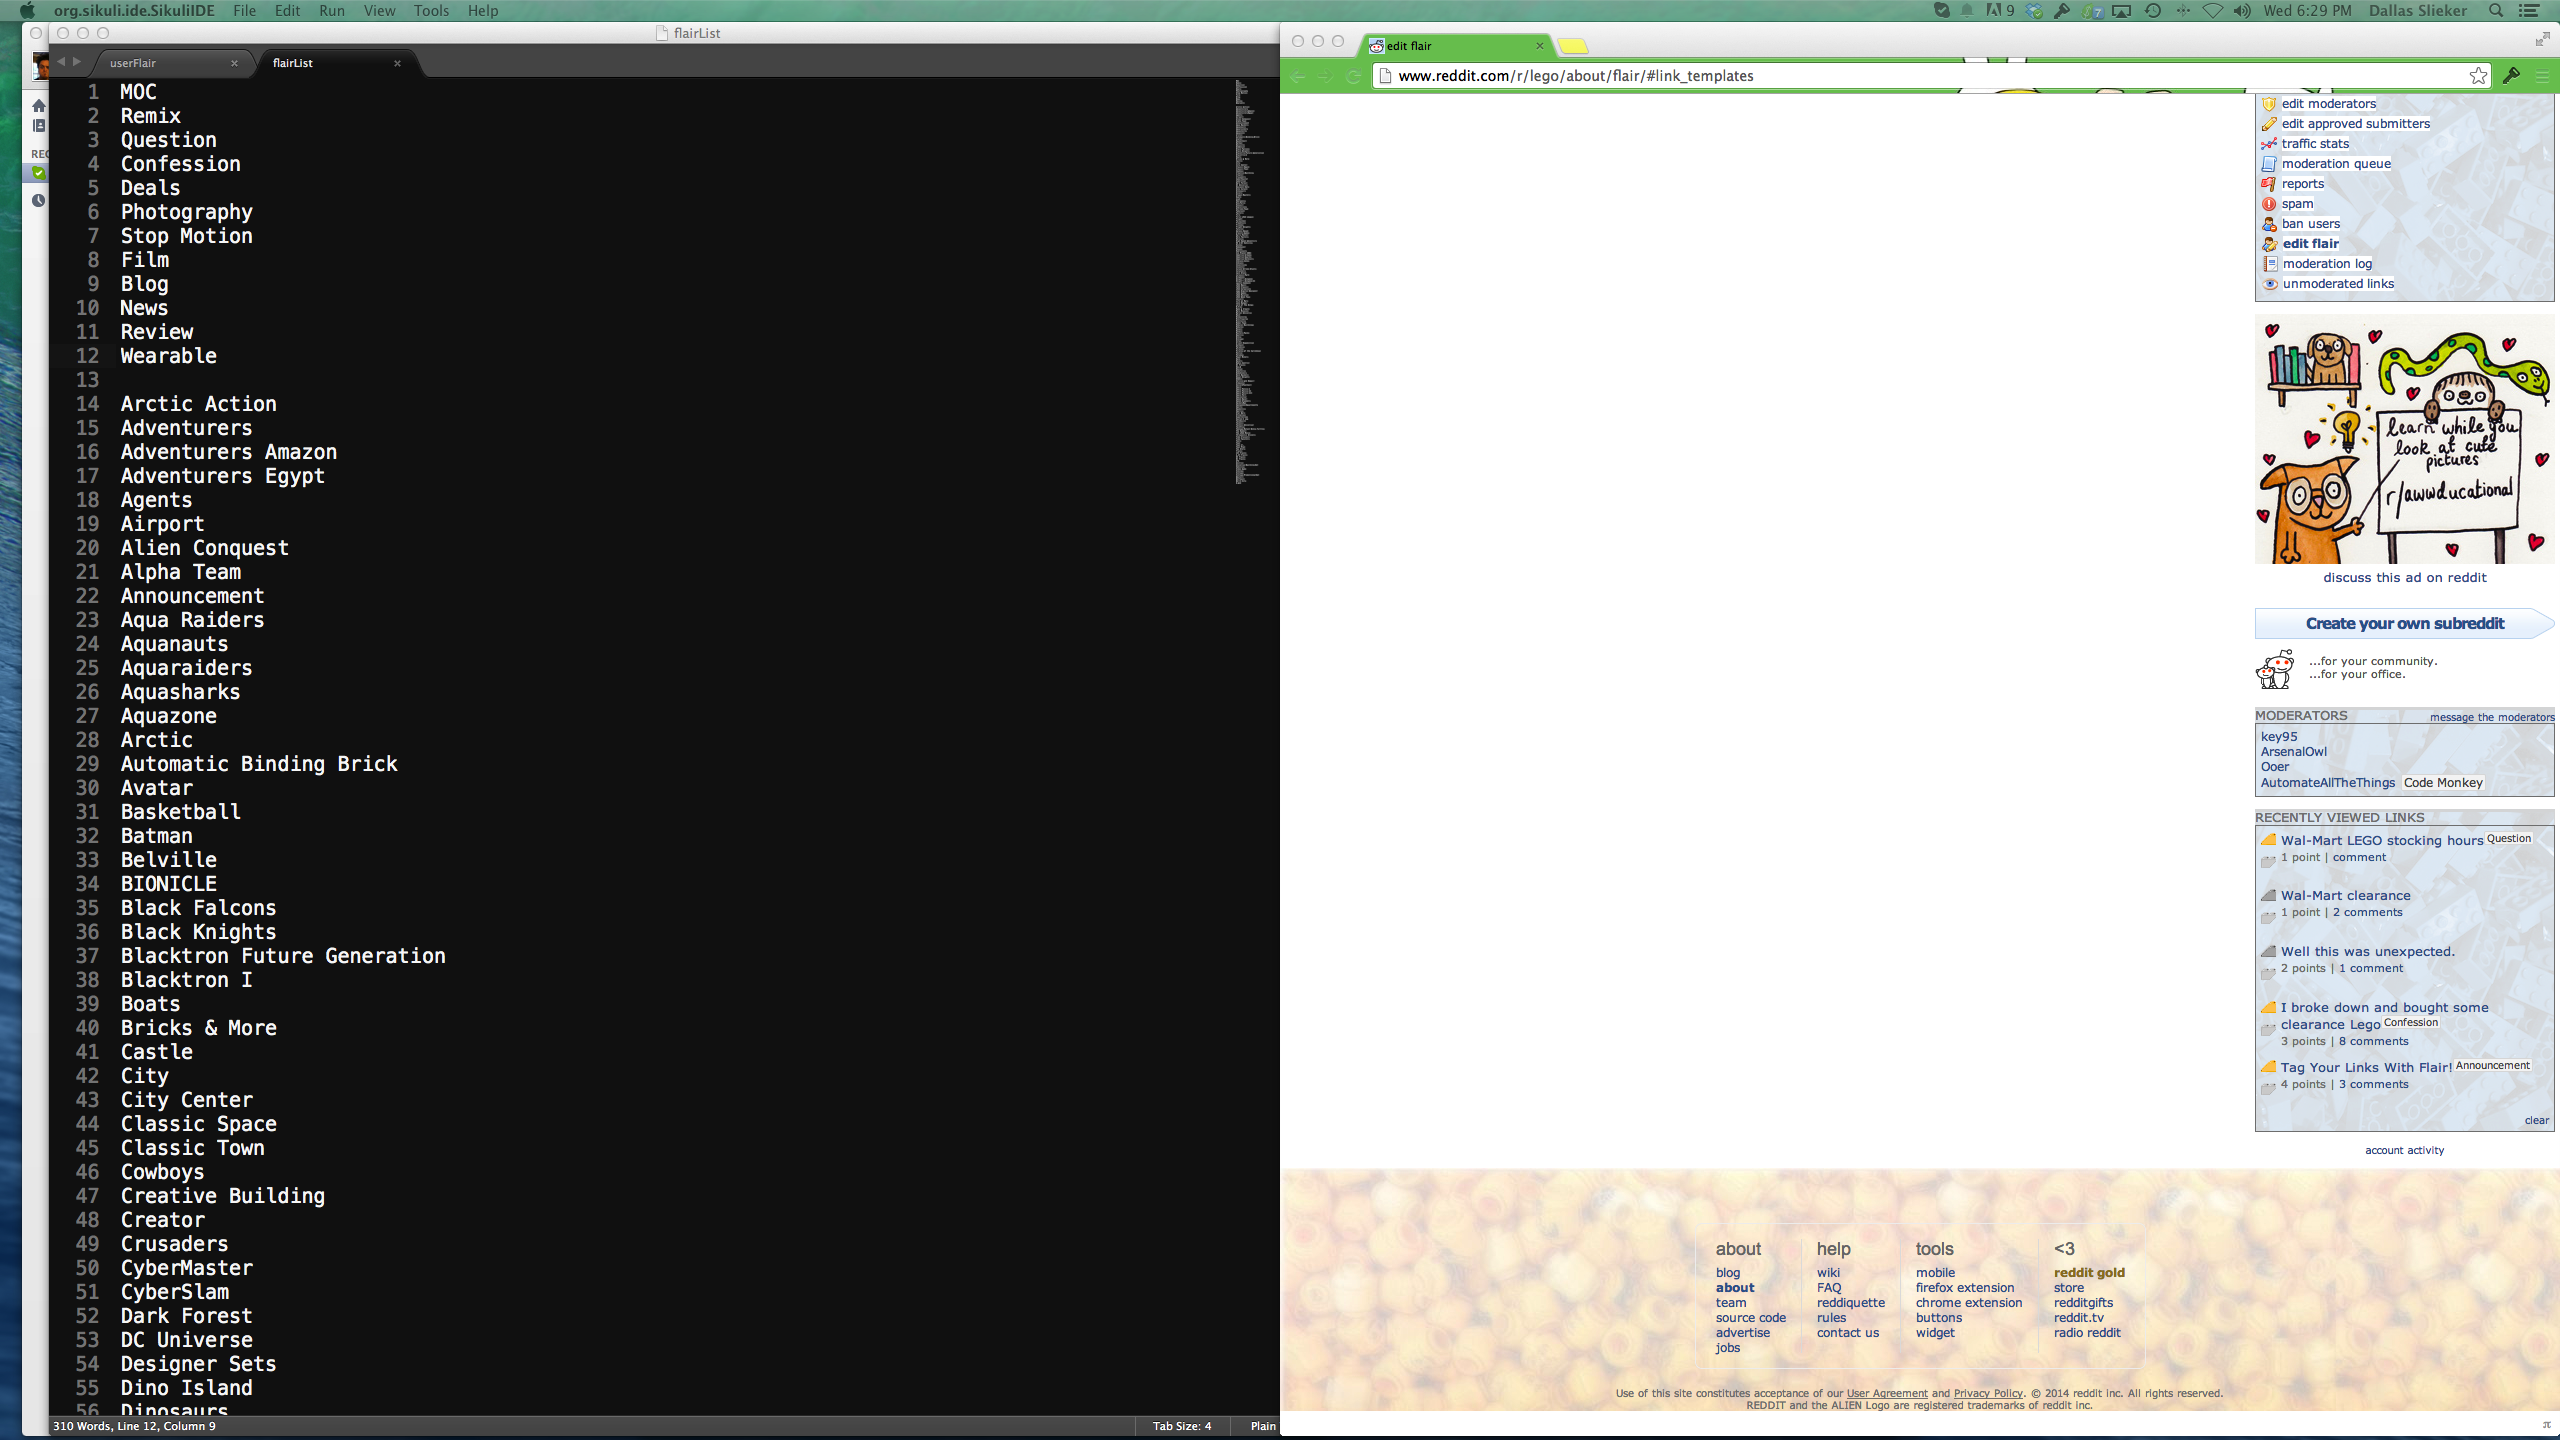 org.sikuli.ide.SikuliIDE File Edit Run View Tools Help
9 7 Wed 6:29 PM Dallas Slieker
flairList
userFlair
flairList
REC
1 MOC
2 Remix
3 Question
4 Confession
5 Deals
6 Photography
7 Stop Motion
8 Film
9 Blog
10 News
11 Review
12 Wearable
13
14 Arctic Action
15 Adventurers
16 Adventurers Amazon
17 Adventurers Egypt
18 Agents
19 Airport
20 Alien Conquest
21 Alpha Team
22 Announcement
23 Aqua Raiders
24 Aquanauts
25 Aquaraiders
26 Aquasharks
27 Aquazone
28 Arctic
29 Automatic Binding Brick
30 Avatar
31 Basketball
32 Batman
33 Belville
34 BIONICLE
35 Black Falcons
36 Black Knights
37 Blacktron Future Generation
38 Blacktron I
39 Boats
40 Bricks & More
41 Castle
42 City
43 City Center
44 Classic Space
45 Classic Town
46 Cowboys
47 Creative Building
48 Creator
49 Crusaders
50 CyberMaster
51 CyberSlam
52 Dark Forest
53 DC Universe
54 Designer Sets
55 Dino Island
56 Dinosaurs
310 Words, Line 12, Column 9
Tab Size: 4
Plain
edit flair
www.reddit.com/r/lego/about/flair/#link_templates
edit moderators
edit approved submitters
traffic stats
moderation queue
reports
spam
ban users
edit flair
moderation log
unmoderated links
learn while you
look at cute
pictures
r/awwducational
discuss this ad on reddit
Create your own subreddit
...for your community.
...for your office.
MODERATORS
message the moderators
key95
ArsenalOwl
Ooer
AutomateAllTheThings Code Monkey
RECENTLY VIEWED LINKS
Wal-Mart LEGO stocking hours Question
1 point | comment
Wal-Mart clearance
1 point | 2 comments
Well this was unexpected.
2 points | 1 comment
I broke down and bought some
clearance Lego Confession
3 points | 8 comments
Tag Your Links With Flair! Announcement
4 points | 3 comments
clear
account activity
about
blog
about
team
source code
advertise
jobs
help
wiki
FAQ
reddiquette
rules
contact us
tools
mobile
firefox extension
chrome extension
buttons
widget
<3
reddit gold
store
redditgifts
reddit.tv
radio reddit
Use of this site constitutes acceptance of our User Agreement and Privacy Policy. © 2014 reddit inc. All rights reserved.
REDDIT and the ALIEN Logo are registered trademarks of reddit inc.
π